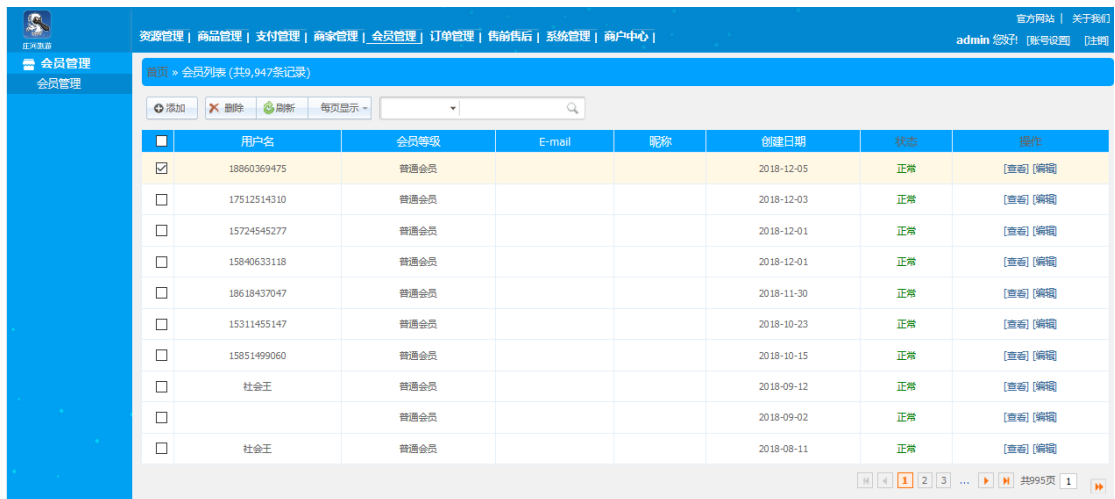 官方网站 | 关于我们
庄河旅游
资源管理 | 商品管理 | 支付管理 | 商家管理 | 会员管理 | 订单管理 | 售前售后 | 系统管理 | 商户中心 |
admin 您好! [账号设置] [注销]
会员管理
会员管理
首页 » 会员列表 (共9,947条记录)
添加 删除 刷新 每页显示
用户名 会员等级 E-mail 昵称 创建日期 状态 操作
18860369475 普通会员 2018-12-05 正常 [查看] [编辑]
17512514310 普通会员 2018-12-03 正常 [查看] [编辑]
15724545277 普通会员 2018-12-01 正常 [查看] [编辑]
15840633118 普通会员 2018-12-01 正常 [查看] [编辑]
18618437047 普通会员 2018-11-30 正常 [查看] [编辑]
15311455147 普通会员 2018-10-23 正常 [查看] [编辑]
15851499060 普通会员 2018-10-15 正常 [查看] [编辑]
社会王 普通会员 2018-09-12 正常 [查看] [编辑]
普通会员 2018-09-02 正常 [查看] [编辑]
社会王 普通会员 2018-08-11 正常 [查看] [编辑]
1 2 3 ... 共995页 1